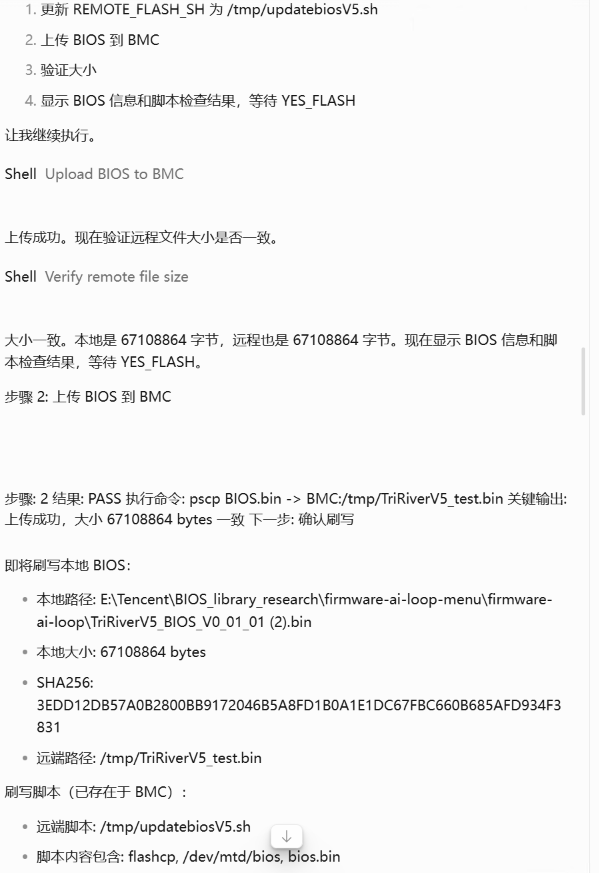 1. 更新 REMOTE_FLASH_SH 为 /tmp/updatebiosV5.sh
2. 上传 BIOS 到 BMC
3. 验证大小
4. 显示 BIOS 信息和脚本检查结果，等待 YES_FLASH
让我继续执行。
Shell Upload BIOS to BMC
上传成功。现在验证远程文件大小是否一致。
Shell Verify remote file size
大小一致。本地是 67108864 字节，远程也是 67108864 字节。现在显示 BIOS 信息和脚
本检查结果，等待 YES_FLASH。
步骤 2: 上传 BIOS 到 BMC
步骤: 2 结果: PASS 执行命令: pscp BIOS.bin -> BMC:/tmp/TriRiverV5_test.bin 关键输出:
上传成功，大小 67108864 bytes 一致 下一步: 确认刷写
即将刷写本地 BIOS：
• 本地路径: E:\Tencent\BIOS_library_research\firmware-ai-loop-menu\firmware-
ai-loop\TriRiverV5_BIOS_V0_01_01 (2).bin
• 本地大小: 67108864 bytes
• SHA256:
3EDD12DB57A0B2800BB9172046B5A8FD1B0A1E1DC67FBC660B685AFD934F3
831
• 远端路径: /tmp/TriRiverV5_test.bin
刷写脚本（已存在于 BMC）：
• 远端脚本: /tmp/updatebiosV5.sh
• 脚本内容包含: flashcp, /dev/mtd/bios, bios.bin